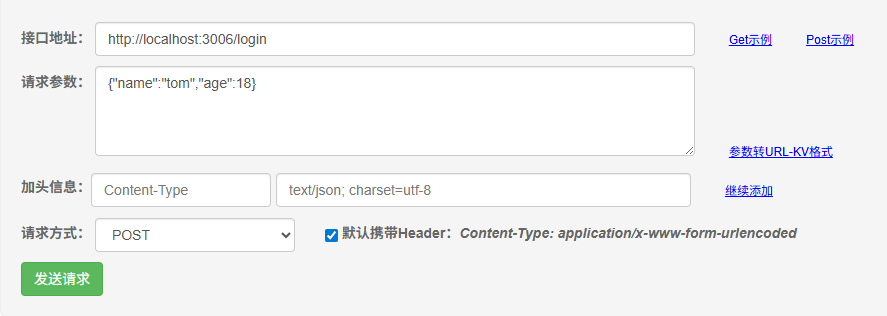 接口地址： http://localhost:3006/login Get示例 Post示例
请求参数： {"name":"tom","age":18}
参数转URL-KV格式
加头信息： Content-Type text/json; charset=utf-8 继续添加
请求方式： POST 默认携带Header：Content-Type: application/x-www-form-urlencoded
发送请求